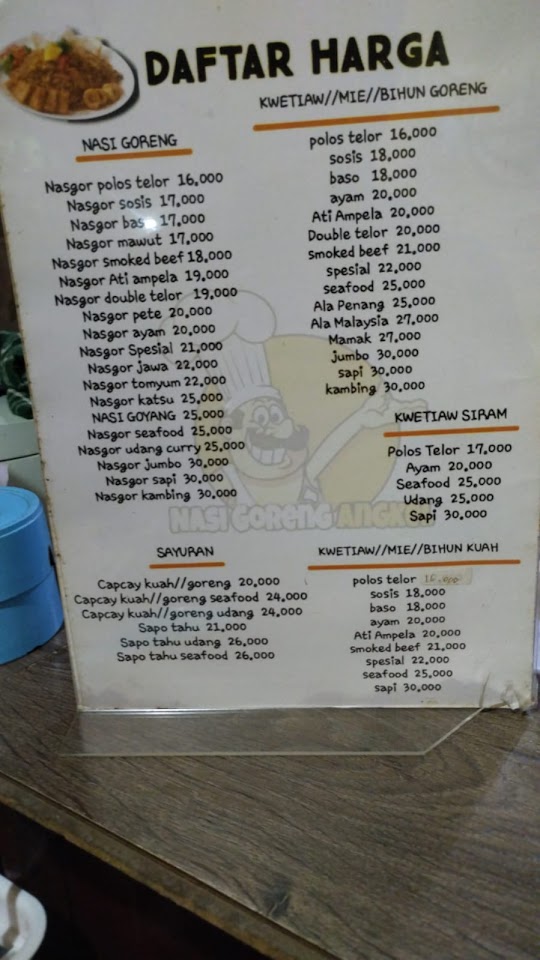 DAFTAR HARGA
NASI GORENG
Nasgor polos telor 16,000
Nasgor sosis 17,000
Nasgor baso 17,000
Nasgor mawut 17,000
Nasgor smoked beef 18,000
Nasgor Ati ampela 19,000
Nasgor double telor 19,000
Nasgor pete 20,000
Nasgor ayam 20,000
Nasgor Spesial 21,000
Nasgor jawa 22,000
Nasgor tomyum 22,000
Nasgor katsu 25,000
NASI GOYANG 25,000
Nasgor seafood 25,000
Nasgor udang curry 25,000
Nasgor jumbo 30,000
Nasgor sapi 30,000
Nasgor kambing 30,000
KWETIAW//MIE//BIHUN GORENG
polos telor 16,000
sosis 18,000
baso 18,000
ayam 20,000
Ati Ampela 20,000
Double telor 20,000
smoked beef 21,000
spesial 22,000
seafood 25,000
Ala Penang 25,000
Ala Malaysia 27,000
Mamak 27,000
jumbo 30,000
sapi 30,000
kambing 30,000
KWETIAW SIRAM
Polos Telor 17,000
Ayam 20,000
Seafood 25,000
Udang 25,000
Sapi 30,000
NASI GORENG
SAYURAN
Capcay kuah//goreng 20,000
Capcay kuah//goreng seafood 24,000
Capcay kuah//goreng udang 24,000
Sapo tahu 21,000
Sapo tahu udang 26,000
Sapo tahu seafood 26,000
KWETIAW//MIE//BIHUN KUAH
polos telor 16,000
sosis 18,000
baso 18,000
ayam 20,000
Ati Ampela 20,000
smoked beef 21,000
spesial 22,000
seafood 25,000
sapi 30,000